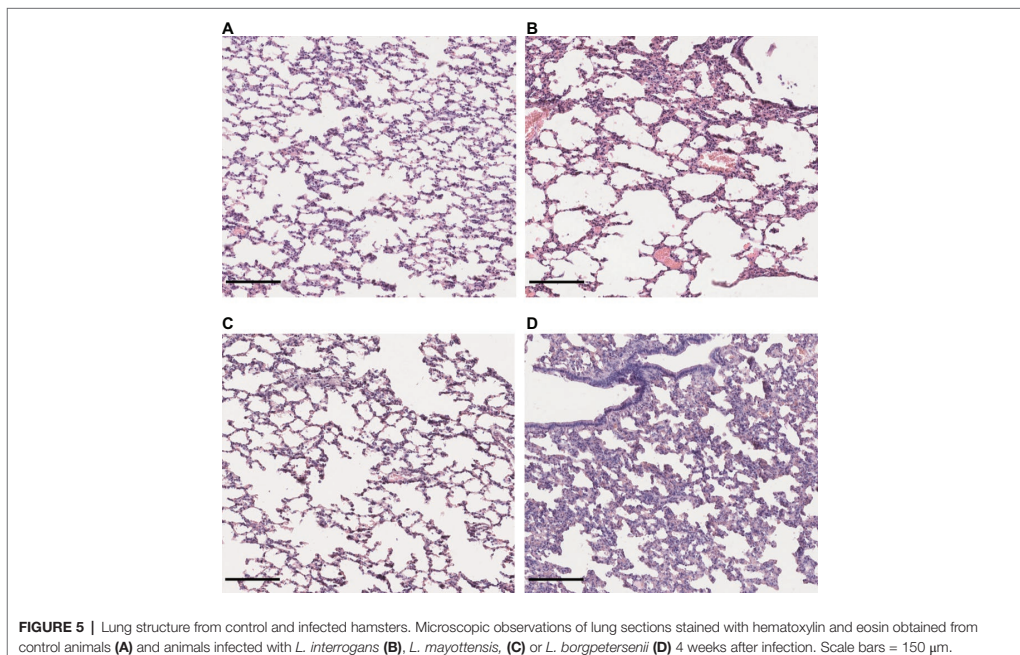 A
B
C
D
FIGURE 5 | Lung structure from control and infected hamsters. Microscopic observations of lung sections stained with hematoxylin and eosin obtained from
control animals (A) and animals infected with L. interrogans (B), L. mayottensis, (C) or L. borgpetersenii (D) 4 weeks after infection. Scale bars = 150 μm.